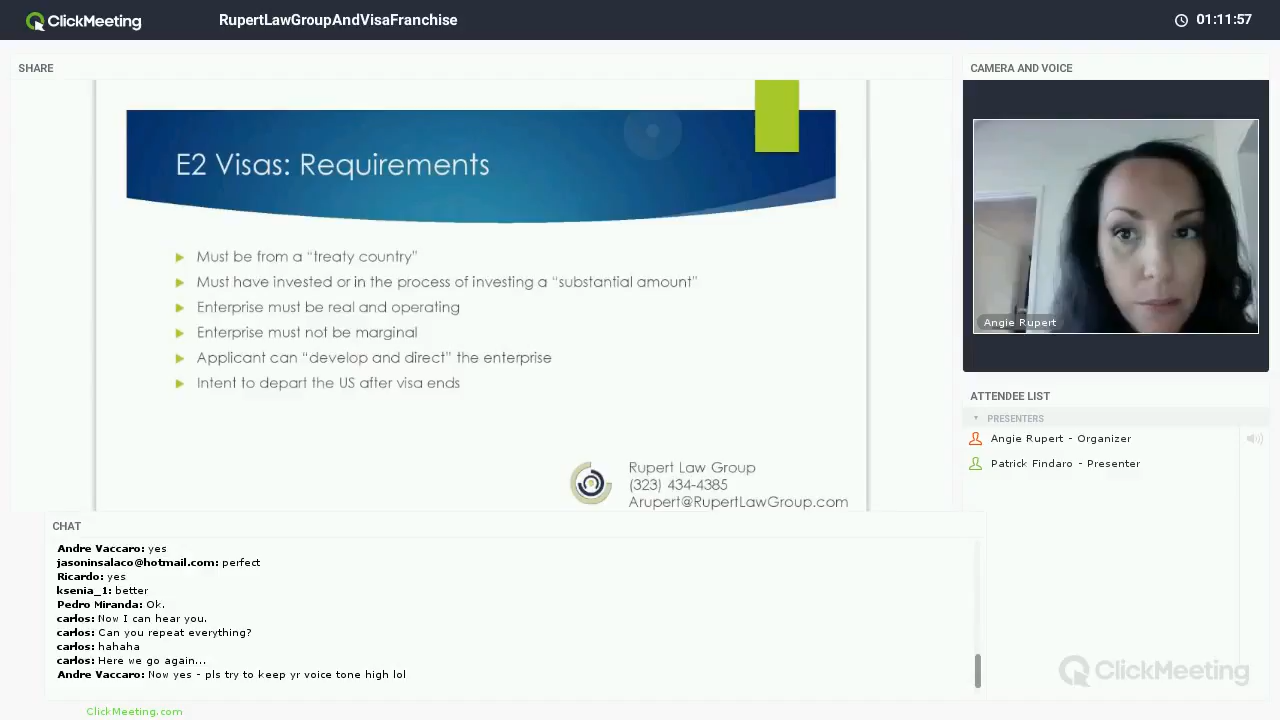 ClickMeeting
RupertLawGroupAndVisaFranchise
01:11:57
SHARE
E2 Visas: Requirements
Must be from a “treaty country”
Must have invested or in the process of investing a “substantial amount”
Enterprise must be real and operating
Enterprise must not be marginal
Applicant can “develop and direct” the enterprise
Intent to depart the US after visa ends
Rupert Law Group
(323) 434-4385
Arupert@RupertLawGroup.com
CAMERA AND VOICE
Angie Rupert
ATTENDEE LIST
PRESENTERS
Angie Rupert - Organizer
Patrick Findaro - Presenter
CHAT
Andre Vaccaro: yes
jasoninsalaco@hotmail.com: perfect
Ricardo: yes
ksenia_1: better
Pedro Miranda: Ok.
carlos: Now I can hear you.
carlos: Can you repeat everything?
carlos: hahaha
carlos: Here we go again...
Andre Vaccaro: Now yes - pls try to keep yr voice tone high lol
ClickMeeting
ClickMeeting.com